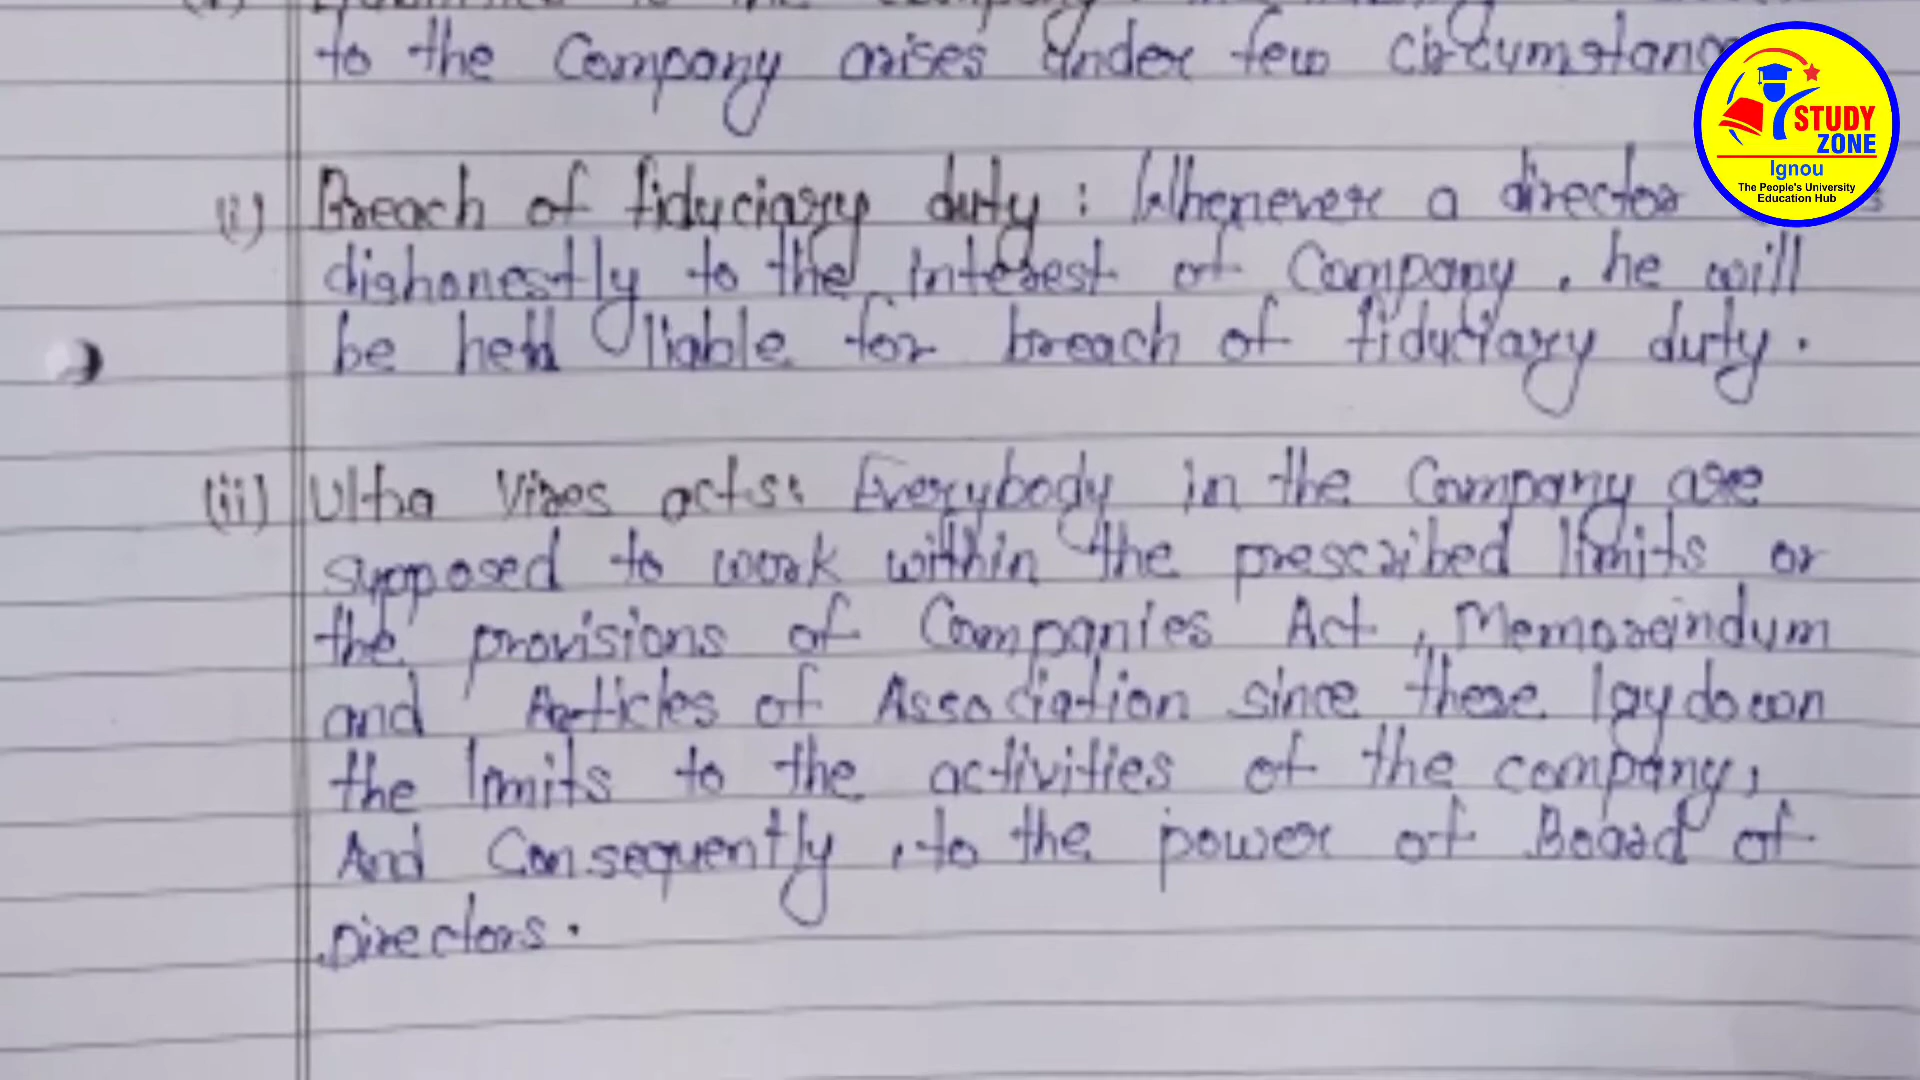 to the Company arises under few
(i) Breach of fiduciary duty : Whenever a director
dishonestly to the interest of Company, he will
be held liable for breach of fiduciary duty.
(ii) Ultra Vires acts: Everybody in the Company are
supposed to work within the prescribed limits or
the provisions of Companies Act, Memoraindum
and Articles of Association since these laydown
the limits to the activities of the company,
And Consequently, to the power of Board of
Directors.
STUDY
ZONE
Ignou
The People's University
Education Hub